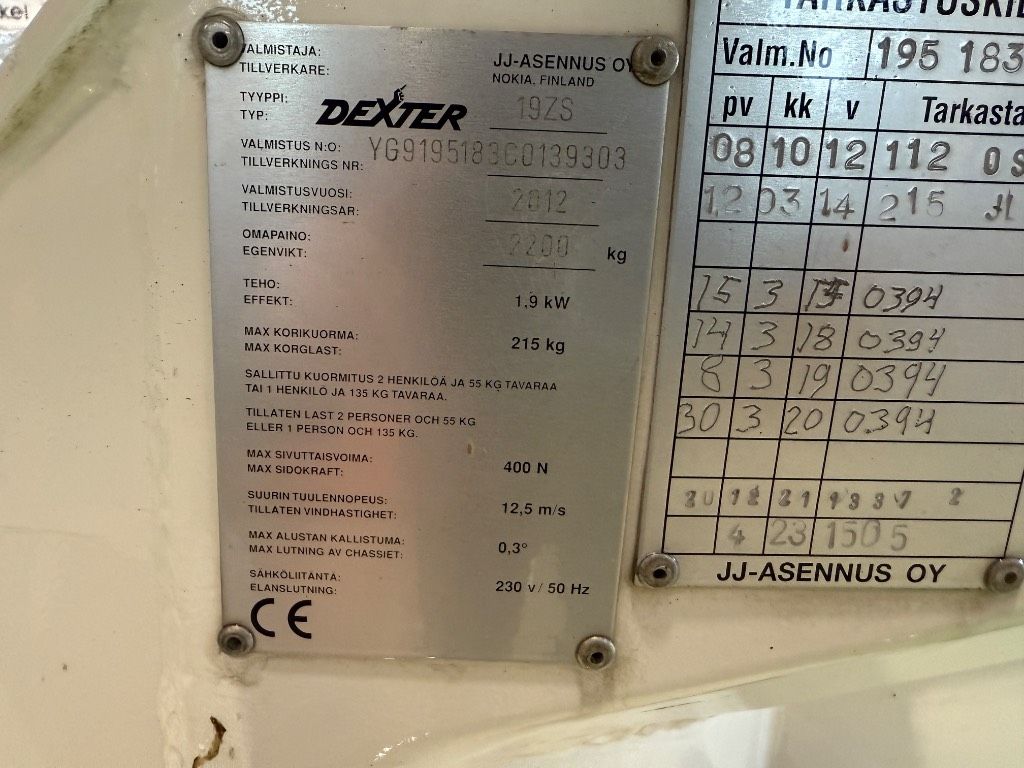 kel
VALMISTAJA:
TILLVERKARE:
JJ-ASENNUS OY
NOKIA, FINLAND
TYYPPI:
TYP:
DEXTER
19ZS
VALMISTUS N:O:
TILLVERKNINGS NR:
YG9195183C0139303
VALMISTUSVUOSI:
TILLVERKNINGSAR:
2012
OMAPAINO:
EGENVIKT:
2200 kg
TEHO:
EFFEKT:
1,9 kW
MAX KORIKUORMA:
MAX KORGLAST:
215 kg
SALLITTU KUORMITUS 2 HENKILÖÄ JA 55 KG TAVARAA
TAI 1 HENKILÖ JA 135 KG TAVARAA.
TILLATEN LAST 2 PERSONER OCH 55 KG
ELLER 1 PERSON OCH 135 KG.
MAX SIVUTTAISVOIMA:
MAX SIDOKRAFT:
400 N
SUURIN TUULENNOPEUS:
TILLATEN VINDHASTIGHET:
12,5 m/s
MAX ALUSTAN KALLISTUMA:
MAX LUTNING AV CHASSIET:
0,3°
SÄHKÖLIITÄNTÄ:
ELANSLUTNING:
230 v / 50 Hz
CE
TARKASTUSKIL
Valm.No 195 183
pv kk v Tarkasta
08 10 12 112 0S
12 03 14 215
15 3 0394
14 3 18 0394
8 3 19 0394
30 3 20 0394
21
4 23 1505
JJ-ASENNUS OY